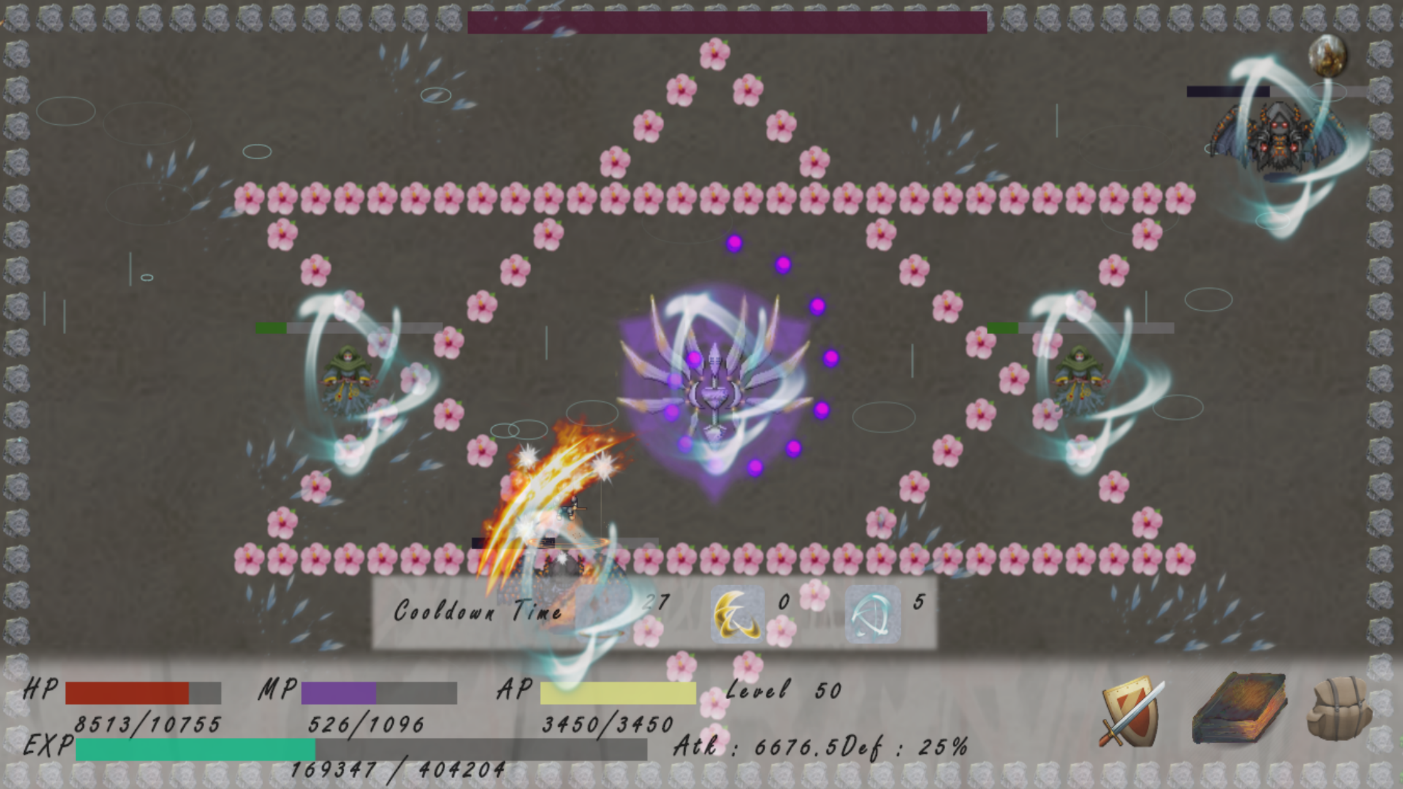 Cooldown Time 27 0 5
HP MP AP Level 50
8513/10755 526/1096 3450/3450
EXP Atk : 6676.5Def : 25%
169347 / 404204